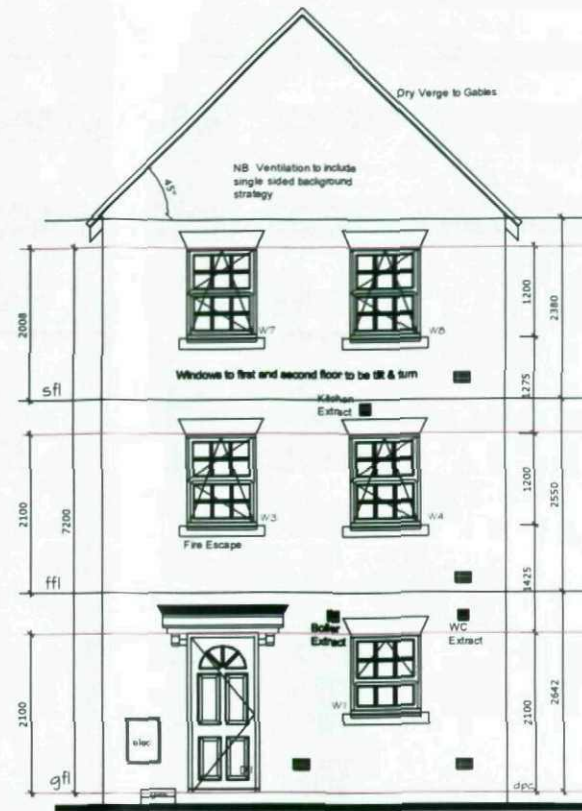 Dry Verge to Gables
NB Ventilation to include
single sided background
strategy
45°
W7
W8
1200
2380
2008
Windows to first and second floor to be tilt & turn
sfl
1275
Kitchen
Extract
1200
2550
2100
7200
W3
W4
Fire Escape
ffl
1425
Boiler
Extract
WC
Extract
2100
W1
2100
2642
elec
gfl
dpc